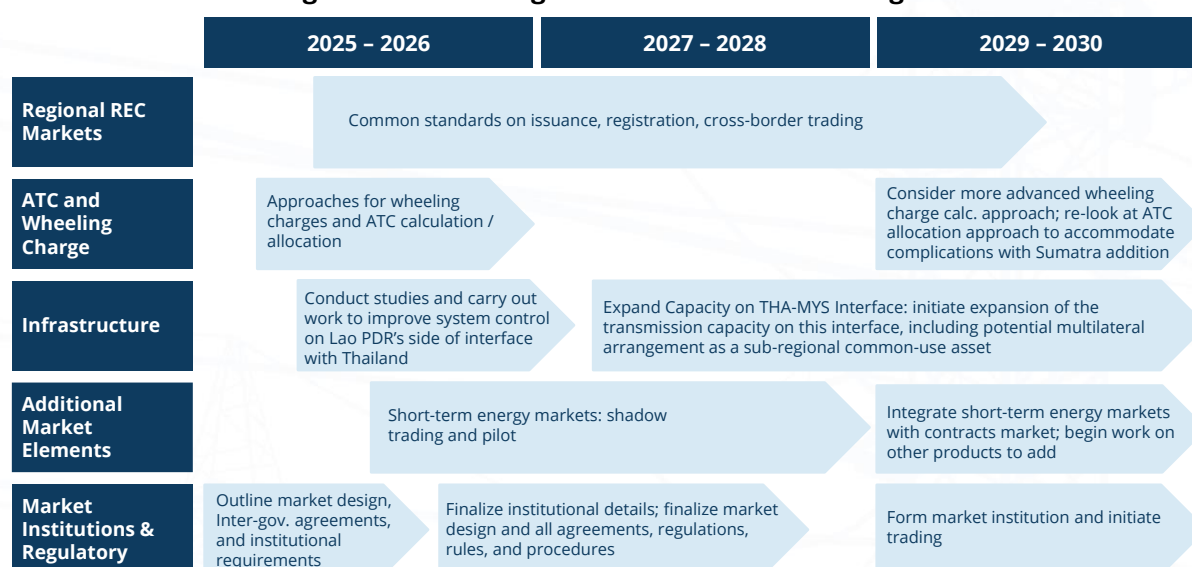 2025 – 2026
2027 – 2028
2029 – 2030
Regional REC
Markets
Common standards on issuance, registration, cross-border trading
ATC and
Wheeling
Charge
Approaches for wheeling
charges and ATC calculation /
allocation
Consider more advanced wheeling
charge calc. approach; re-look at ATC
allocation approach to accommodate
complications with Sumatra addition
Infrastructure
Conduct studies and carry out
work to improve system control
on Lao PDR’s side of interface
with Thailand
Expand Capacity on THA-MYS Interface: initiate expansion of the
transmission capacity on this interface, including potential multilateral
arrangement as a sub-regional common-use asset
Additional
Market
Elements
Short-term energy markets: shadow
trading and pilot
Integrate short-term energy markets
with contracts market; begin work on
other products to add
Market
Institutions &
Regulatory
Outline market design,
Inter-gov. agreements,
and institutional
requirements
Finalize institutional details; finalize market
design and all agreements, regulations,
rules, and procedures
Form market institution and initiate
trading